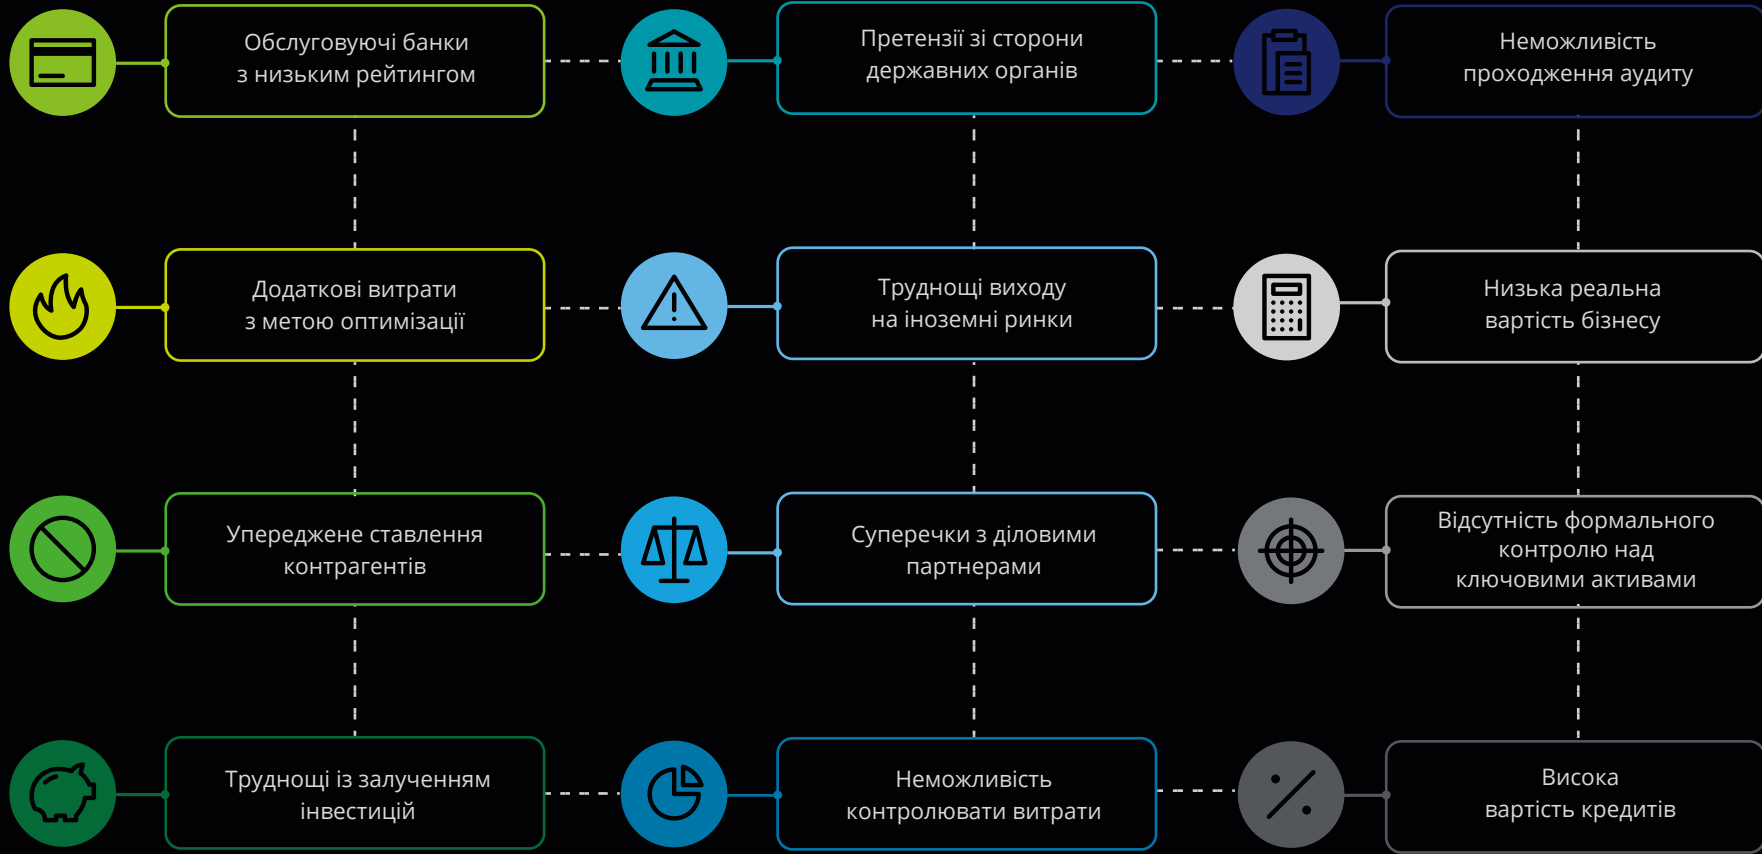 Обслуговуючі банки
з низьким рейтингом
Претензії зі сторони
державних органів
Неможливість
проходження аудиту
Додаткові витрати
з метою оптимізації
Труднощі виходу
на іноземні ринки
Низька реальна
вартість бізнесу
Упереджене ставлення
контрагентів
Суперечки з діловими
партнерами
Відсутність формального
контролю над
ключовими активами
Труднощі із залученням
інвестицій
Неможливість
контролювати витрати
Висока
вартість кредитів